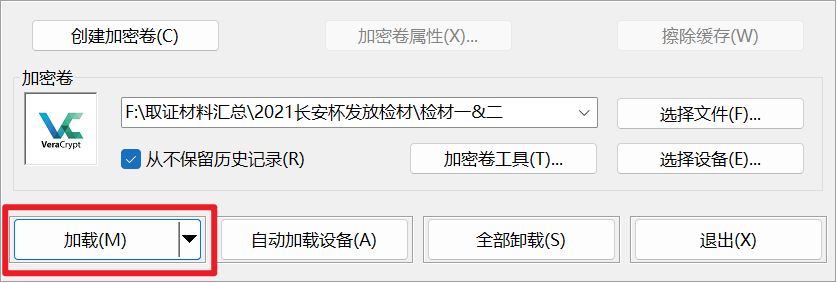 创建加密卷(C)
加密卷属性(X)...
擦除缓存(W)
加密卷
VeraCrypt
F:\取证材料汇总\2021长安杯发放检材\检材一&二
选择文件(F)...
从不保留历史记录(R)
加密卷工具(T)...
选择设备(E)...
加载(M)
自动加载设备(A)
全部卸载(S)
退出(X)